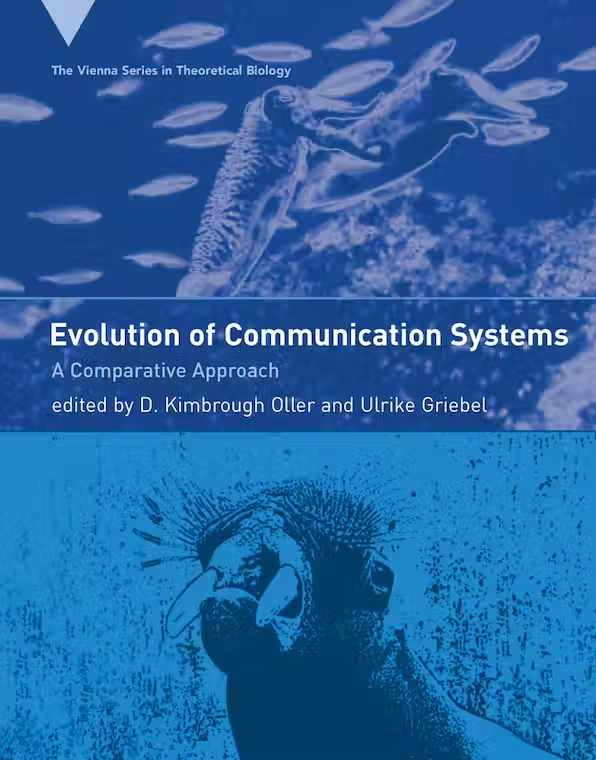 The Vienna Series in Theoretical Biology
Evolution of Communication Systems
A Comparative Approach
edited by D. Kimbrough Oller and Ulrike Griebel